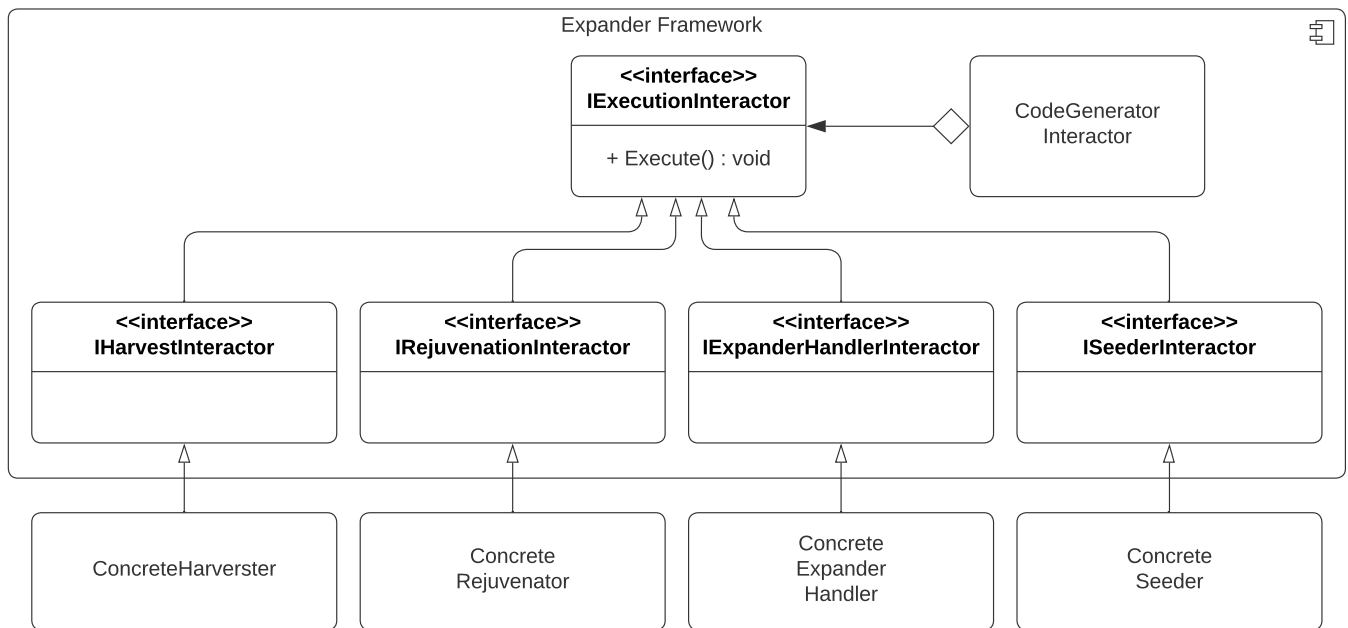 Expander Framework
<<interface>>
IExecutionInteractor
+ Execute() : void
CodeGenerator
Interactor
<<interface>>
IHarvestInteractor
<<interface>>
IRejuvenationInteractor
<<interface>>
IExpanderHandlerInteractor
<<interface>>
ISeederInteractor
ConcreteHarverster
Concrete
Rejuvenator
Concrete
Expander
Handler
Concrete
Seeder